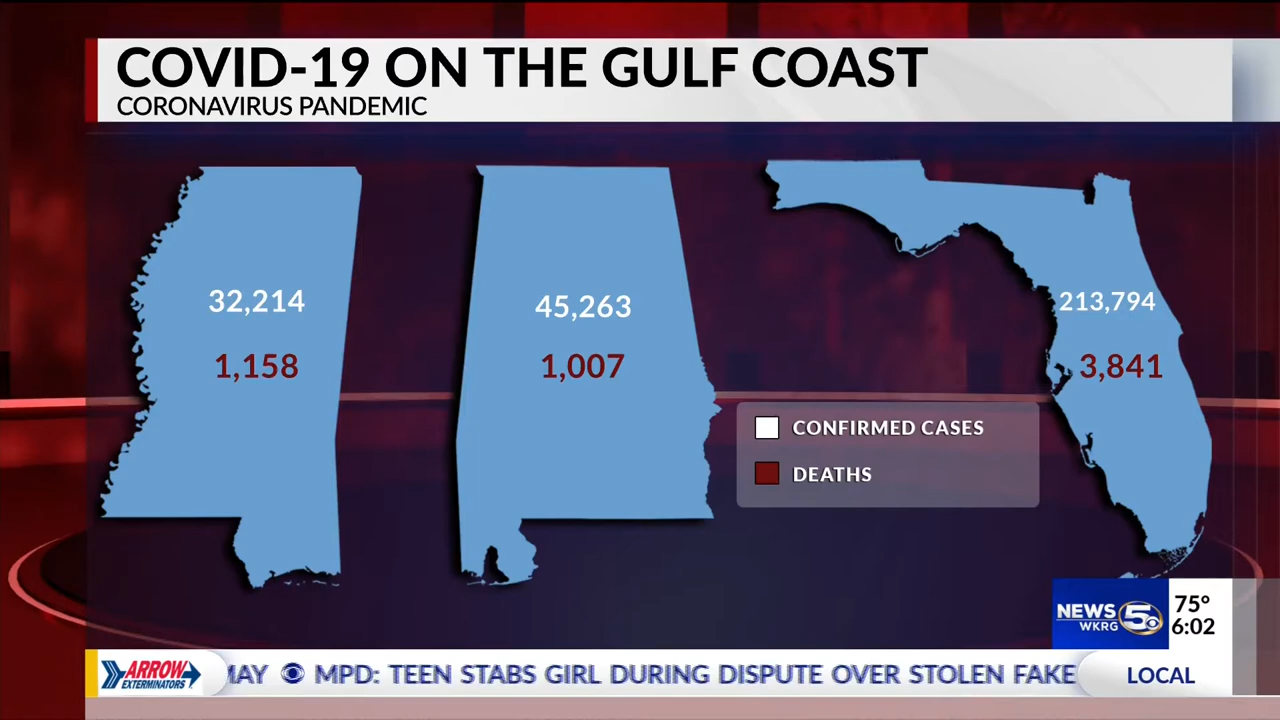 COVID-19 ON THE GULF COAST
CORONAVIRUS PANDEMIC
32,214
1,158
45,263
1,007
213,794
3,841
CONFIRMED CASES
DEATHS
NEWS 5
WKRG
75°
6:02
ARROW
EXTERMINATORS
MAY MPD: TEEN STABS GIRL DURING DISPUTE OVER STOLEN FAKE
LOCAL